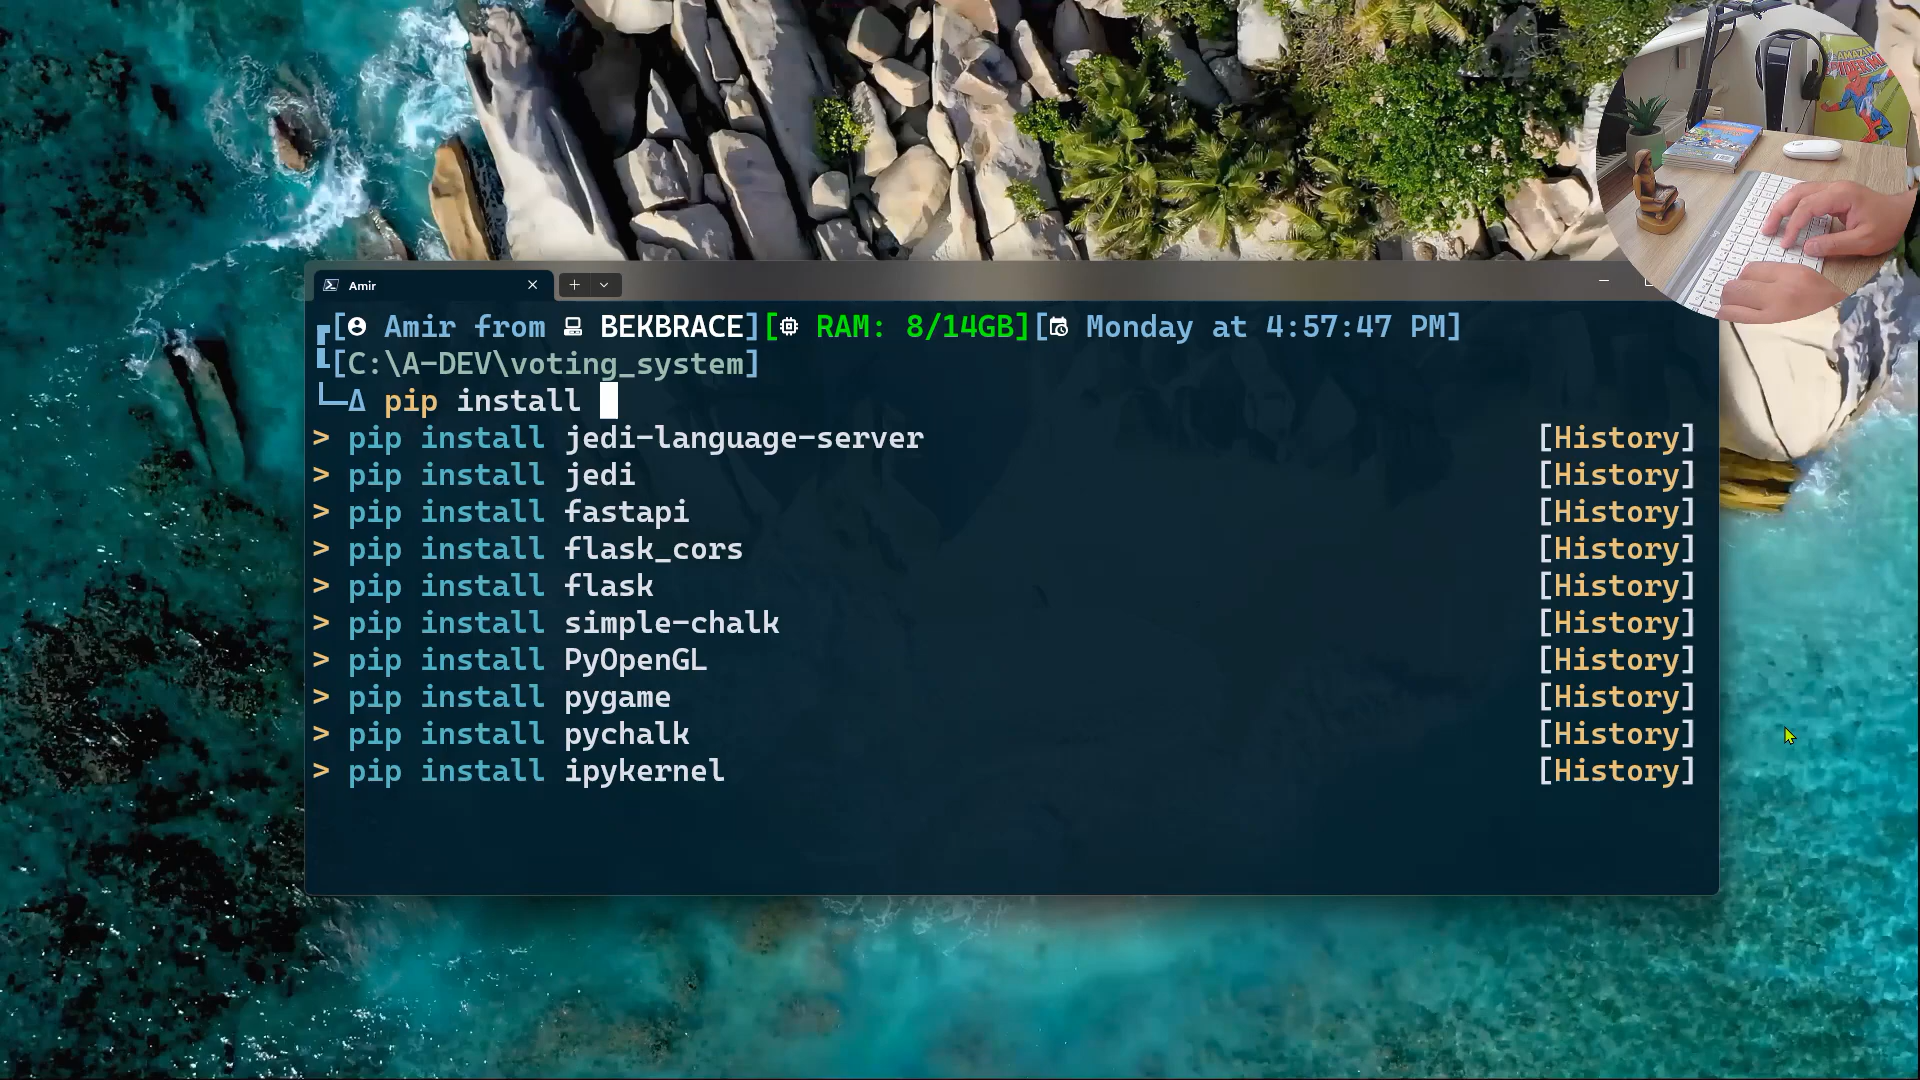 AMAZING
SPIDER-MAN
Amir
[ Amir from BEKBRACE][ RAM: 8/14GB][ Monday at 4:57:47 PM]
[C:\A-DEV\voting_system]
Δ pip install
> pip install jedi-language-server [History]
> pip install jedi [History]
> pip install fastapi [History]
> pip install flask_cors [History]
> pip install flask [History]
> pip install simple-chalk [History]
> pip install PyOpenGL [History]
> pip install pygame [History]
> pip install pychalk [History]
> pip install ipykernel [History]